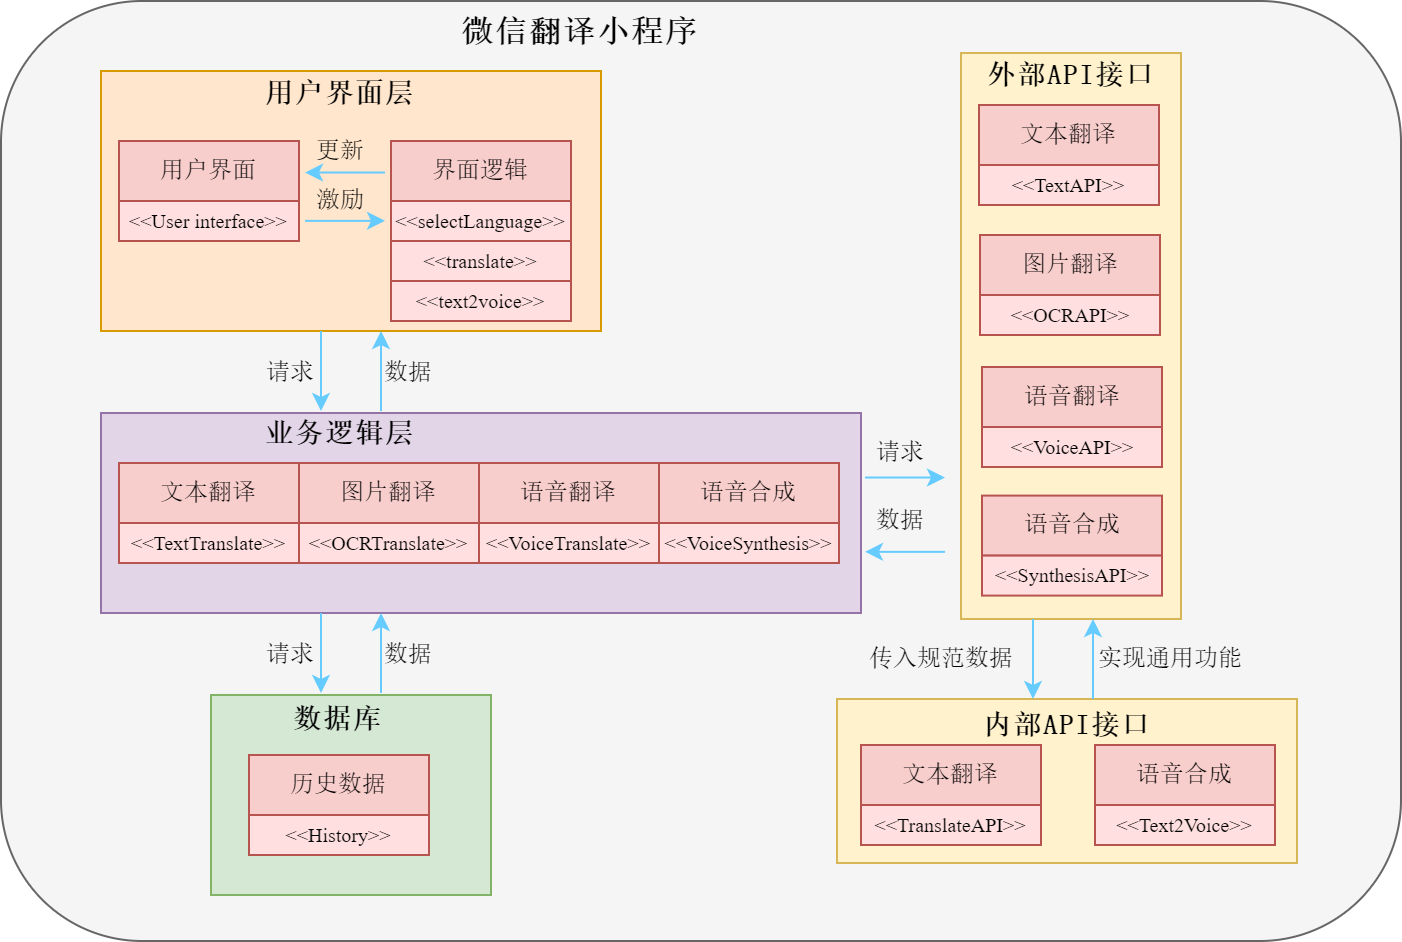 微信翻译小程序
用户界面层
用户界面
<<User interface>>
更新
激励
界面逻辑
<<selectLanguage>>
<<translate>>
<<text2voice>>
请求
数据
业务逻辑层
文本翻译
<<TextTranslate>>
图片翻译
<<OCRTranslate>>
语音翻译
<<VoiceTranslate>>
语音合成
<<VoiceSynthesis>>
请求
数据
数据库
历史数据
<<History>>
请求
数据
外部API接口
文本翻译
<<TextAPI>>
图片翻译
<<OCRAPI>>
语音翻译
<<VoiceAPI>>
语音合成
<<SynthesisAPI>>
传入规范数据
实现通用功能
内部API接口
文本翻译
<<TranslateAPI>>
语音合成
<<Text2Voice>>